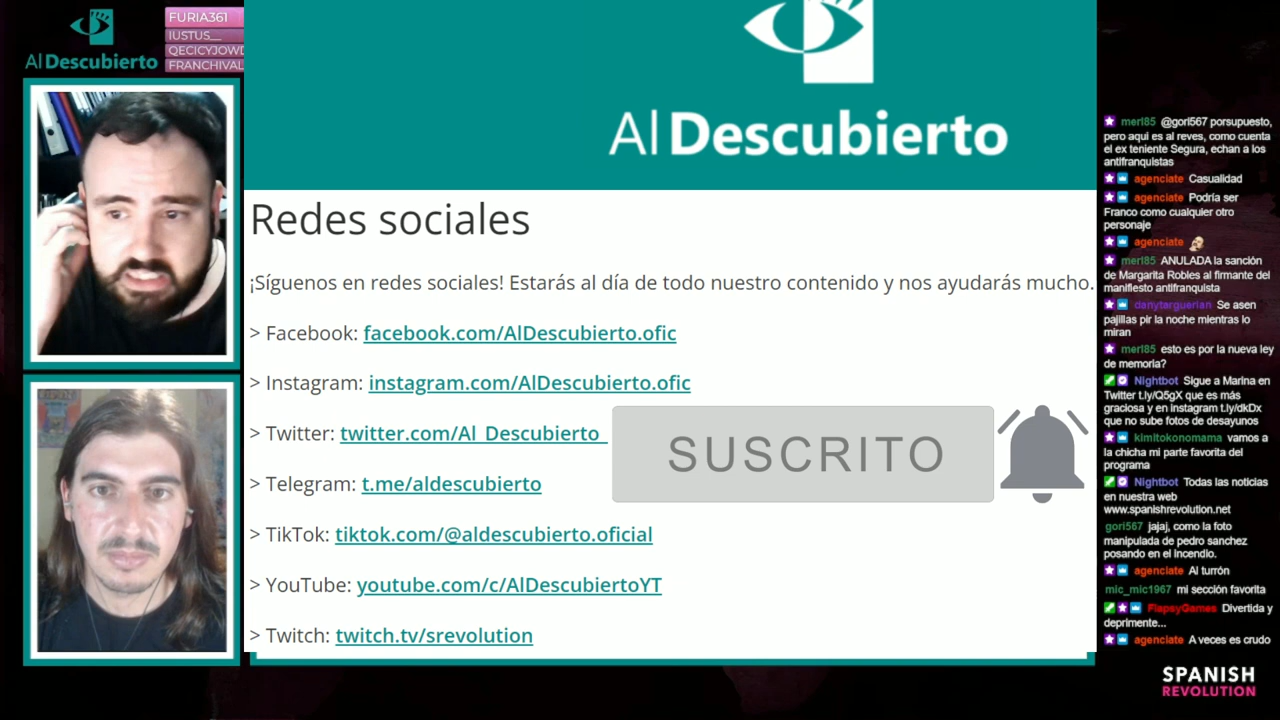 Al Descubierto
FURIA361
IUSTUS__
QECICYJOWD
FRANCHIVAL
Al Descubierto
Redes sociales
¡Síguenos en redes sociales! Estarás al día de todo nuestro contenido y nos ayudarás mucho.
> Facebook: facebook.com/AlDescubierto.ofic
> Instagram: instagram.com/AlDescubierto.ofic
> Twitter: twitter.com/Al_Descubierto_
SUSCRITO
> Telegram: t.me/aldescubierto
> TikTok: tiktok.com/@aldescubierto.oficial
> YouTube: youtube.com/c/AlDescubiertoYT
> Twitch: twitch.tv/srevolution
merl85 @gori567 porsupuesto,
pero aqui es al reves, como cuenta
el ex teniente Segura, echan a los
antifranquistas
agenciate Casualidad
agenciate Podría ser
Franco como cualquier otro
personaje
agenciate
merl85 ANULADA la sanción
de Margarita Robles al firmante del
manifiesto antifranquista
danytarguerian Se asen
pajillas pir la noche mientras lo
miran
merl85 esto es por la nueva ley
de memoria?
Nightbot Sigue a Marina en
Twitter t.ly/Q5gX que es más
graciosa y en instagram t.ly/dkDx
que no sube fotos de desayunos
kimitokonomama vamos a
la chicha mi parte favorita del
programa
Nightbot Todas las noticias
en nuestra web
www.spanishrevolution.net
gori567 jajaj, como la foto
manipulada de pedro sanchez
posando en el incendio.
agenciate Al turrón
mic_mic1967 mi sección favorita
FlapsyGames Divertida y
deprimente...
agenciate A veces es crudo
SPANISH
REVOLUTION